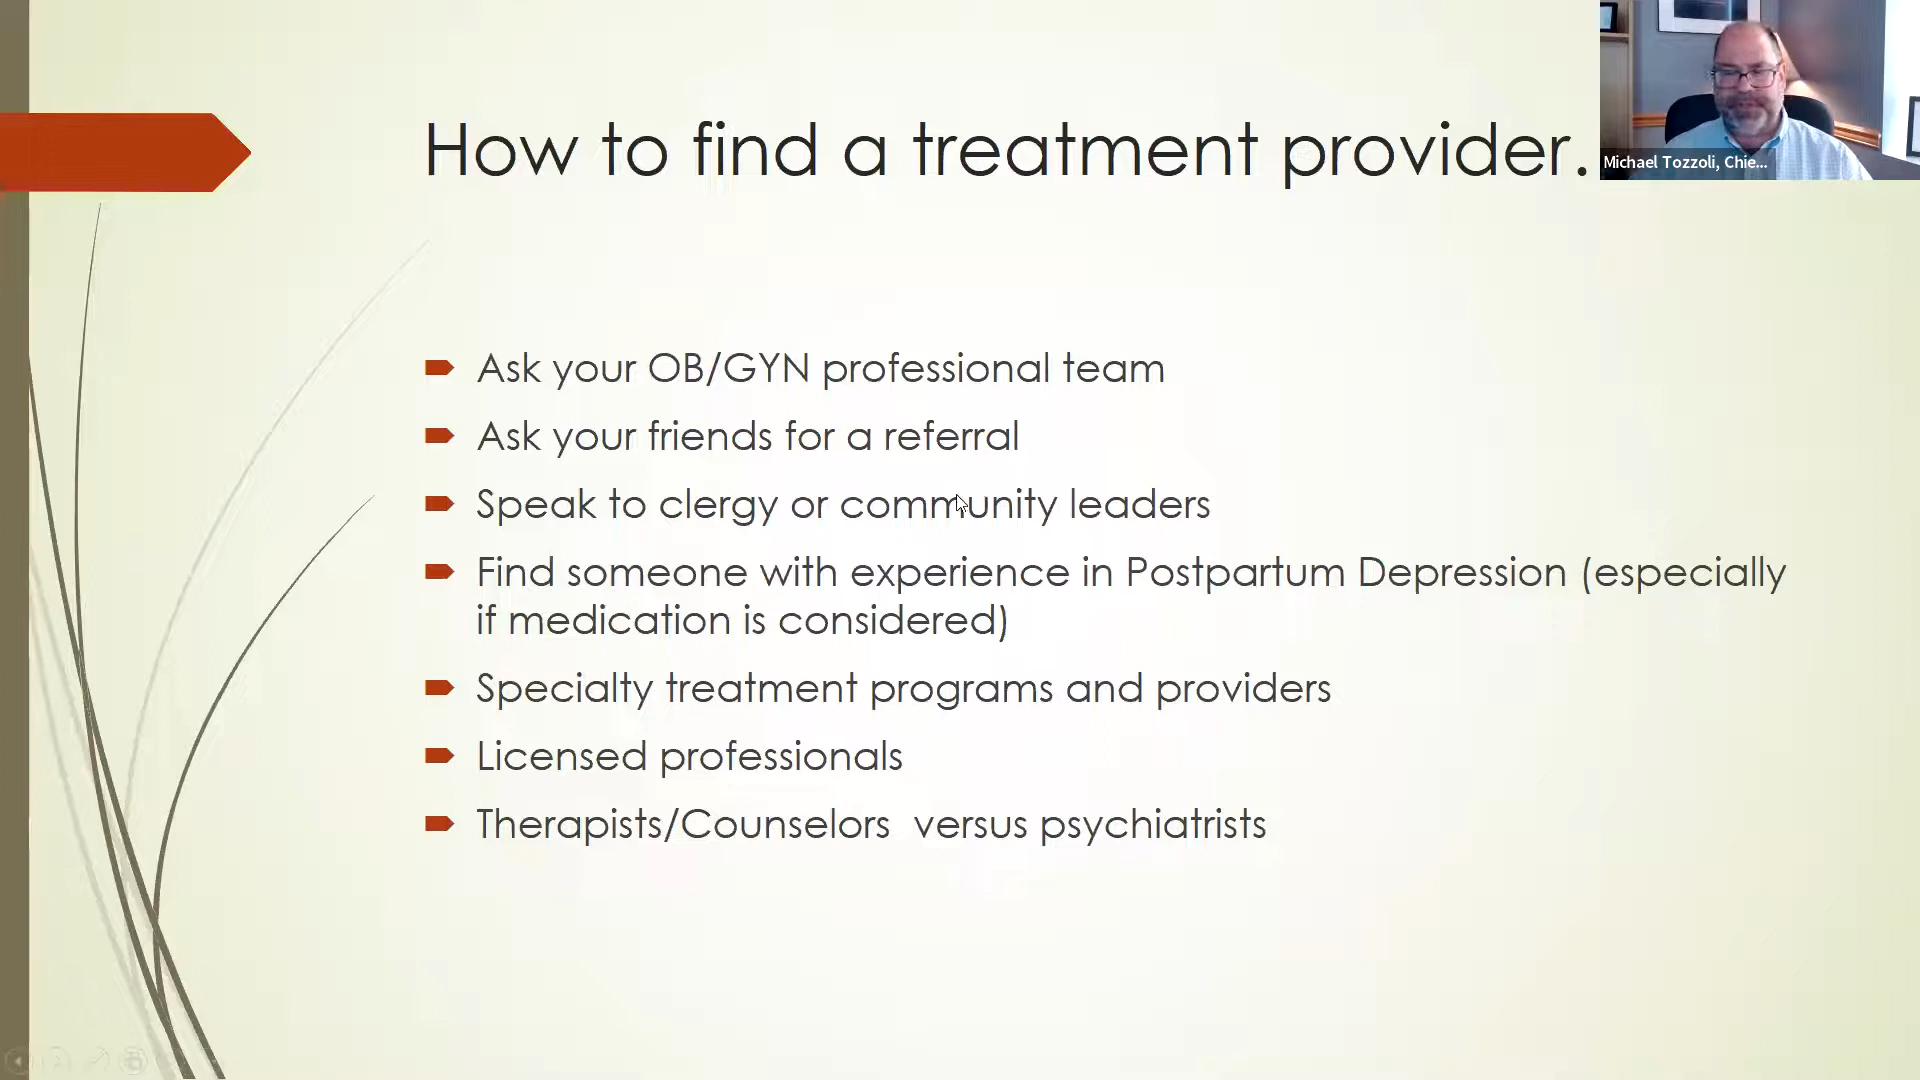 How to find a treatment provider.
Michael Tozzoli, Chie...
Ask your OB/GYN professional team
Ask your friends for a referral
Speak to clergy or community leaders
Find someone with experience in Postpartum Depression (especially
if medication is considered)
Specialty treatment programs and providers
Licensed professionals
Therapists/Counselors  versus psychiatrists